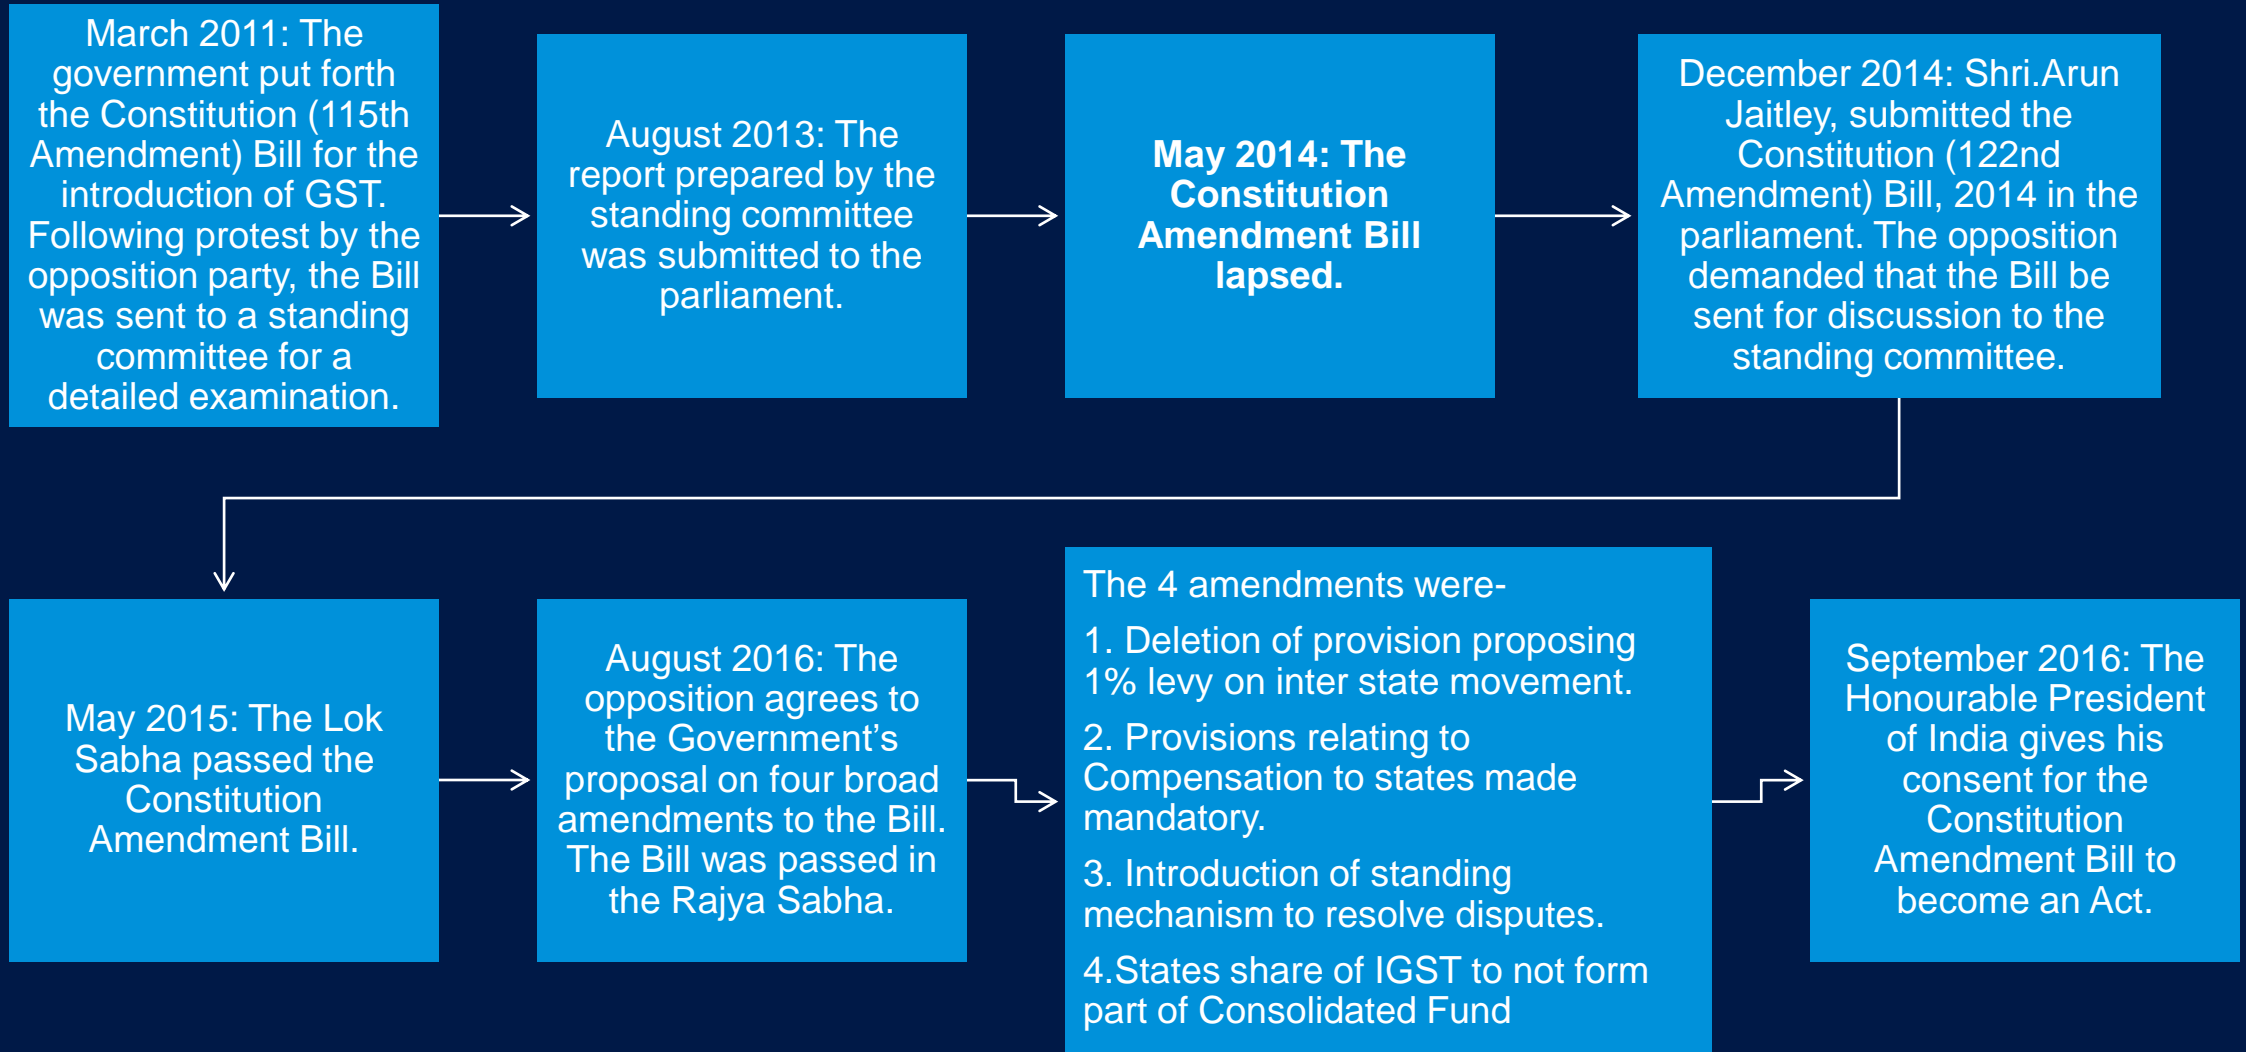 March 2011: The
government put forth
the Constitution (115th
Amendment) Bill for the
introduction of GST.
Following protest by the
opposition party, the Bill
was sent to a standing
committee for a
detailed examination.
August 2013: The
report prepared by the
standing committee
was submitted to the
parliament.
May 2014: The
Constitution
Amendment Bill
lapsed.
December 2014: Shri.Arun
Jaitley, submitted the
Constitution (122nd
Amendment) Bill, 2014 in the
parliament. The opposition
demanded that the Bill be
sent for discussion to the
standing committee.
May 2015: The Lok
Sabha passed the
Constitution
Amendment Bill.
August 2016: The
opposition agrees to
the Government’s
proposal on four broad
amendments to the Bill.
The Bill was passed in
the Rajya Sabha.
The 4 amendments were-
1. Deletion of provision proposing
1% levy on inter state movement.
2. Provisions relating to
Compensation to states made
mandatory.
3. Introduction of standing
mechanism to resolve disputes.
4.States share of IGST to not form
part of Consolidated Fund
September 2016: The
Honourable President
of India gives his
consent for the
Constitution
Amendment Bill to
become an Act.